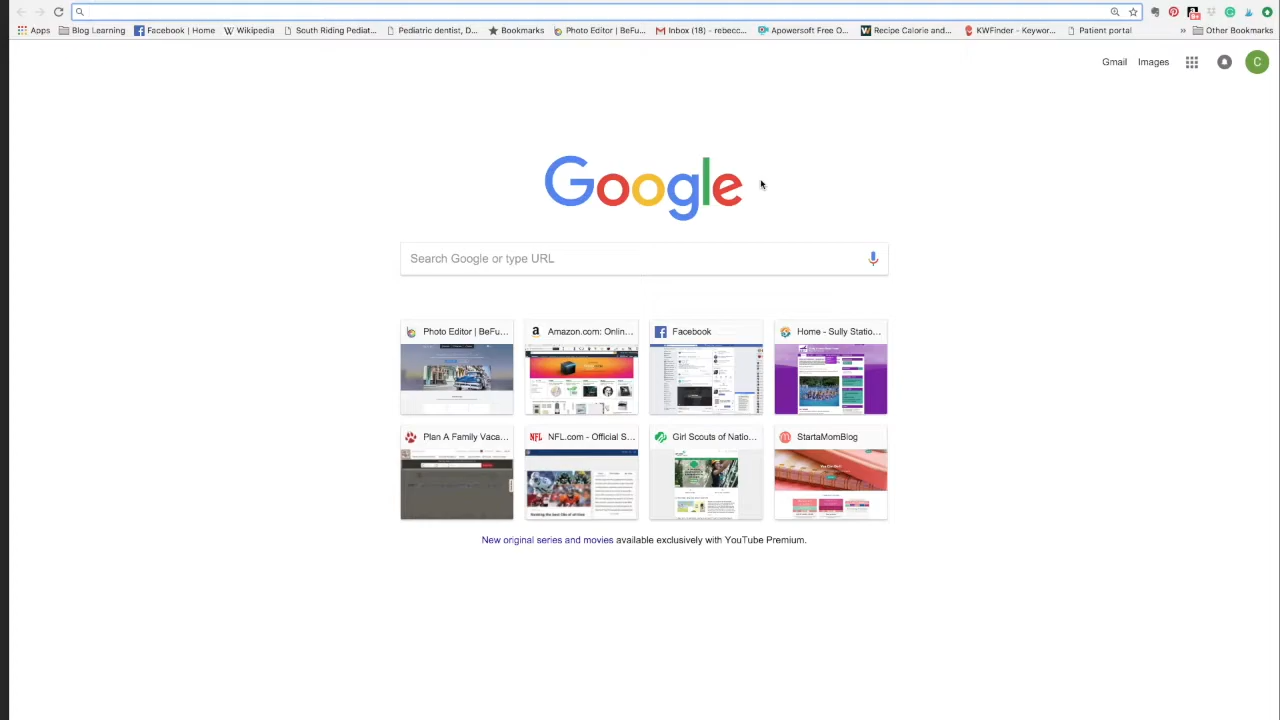 Apps Blog Learning Facebook | Home Wikipedia South Riding Pediat... Pediatric dentist, D... Bookmarks Photo Editor | BeFu... Inbox (18) - rebecc... Apowersoft Free O... Recipe Calorie and... KWFinder - Keywor... Patient portal » Other Bookmarks
Gmail Images C
Google
Search Google or type URL
Photo Editor | BeFu... Amazon.com: Onlin... Facebook Home - Sully Statio...
Plan A Family Vaca... NFL.com - Official S... Girl Scouts of Natio... StartaMomBlog
New original series and movies available exclusively with YouTube Premium.